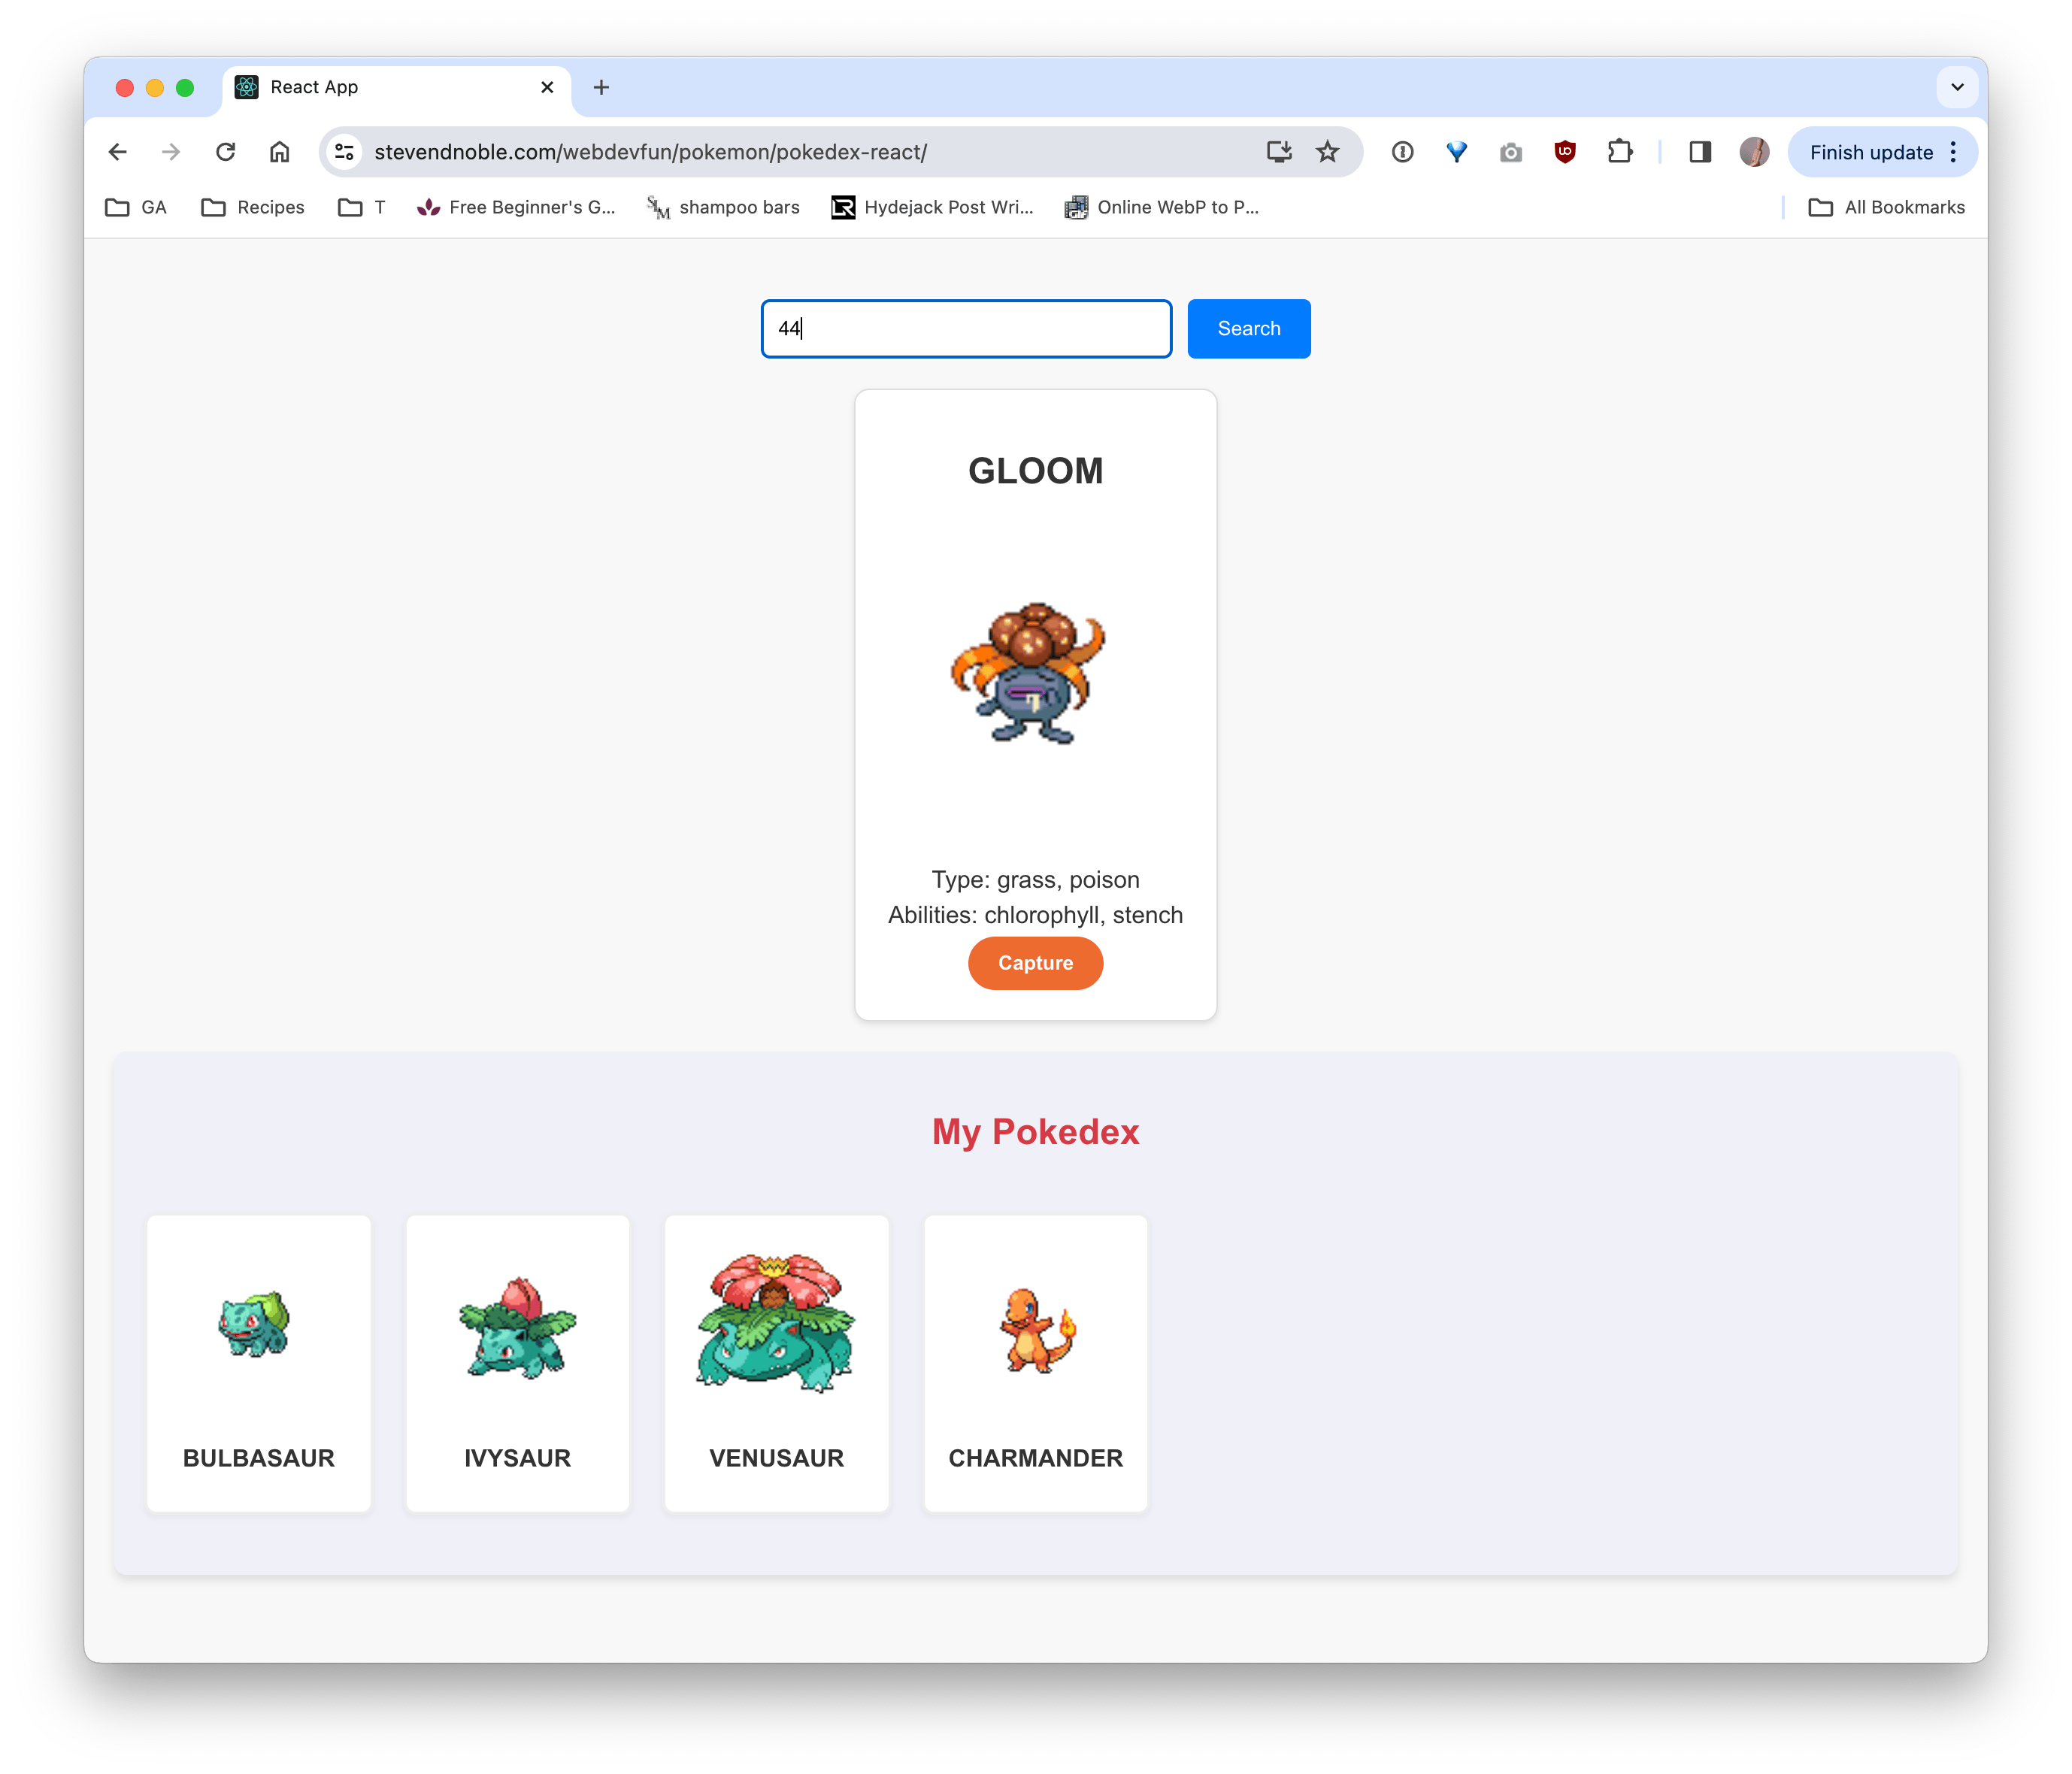 React App
stevendnoble.com/webdevfun/pokemon/pokedex-react/
Finish update
GA
Recipes
T
Free Beginner's G...
shampoo bars
Hydejack Post Wri...
Online WebP to P...
All Bookmarks
44
Search
GLOOM
Type: grass, poison
Abilities: chlorophyll, stench
Capture
My Pokedex
BULBASAUR
IVYSAUR
VENUSAUR
CHARMANDER